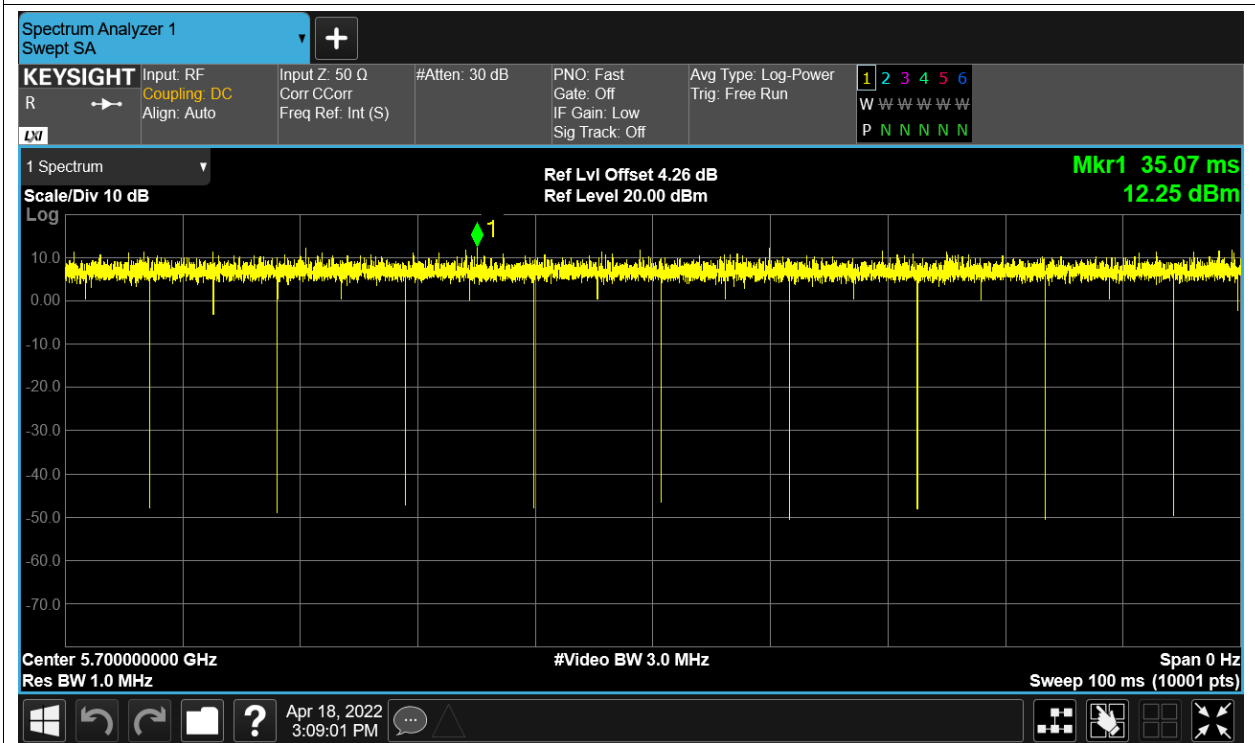 Spectrum Analyzer 1
Swept SA
KEYSIGHT
R
LXI
Input: RF
Coupling: DC
Align: Auto
Input Z: 50 Ω
Corr CCorr
Freq Ref: Int (S)
#Atten: 30 dB
PNO: Fast
Gate: Off
IF Gain: Low
Sig Track: Off
Avg Type: Log-Power
Trig: Free Run
1 2 3 4 5 6
W W W W W W
P N N N N N
1 Spectrum
Scale/Div 10 dB
Log
Ref Lvl Offset 4.26 dB
Ref Level 20.00 dBm
Mkr1 35.07 ms
12.25 dBm
1
10.0
0.00
-10.0
-20.0
-30.0
-40.0
-50.0
-60.0
-70.0
Center 5.700000000 GHz
Res BW 1.0 MHz
#Video BW 3.0 MHz
Span 0 Hz
Sweep 100 ms (10001 pts)
?
Apr 18, 2022
3:09:01 PM